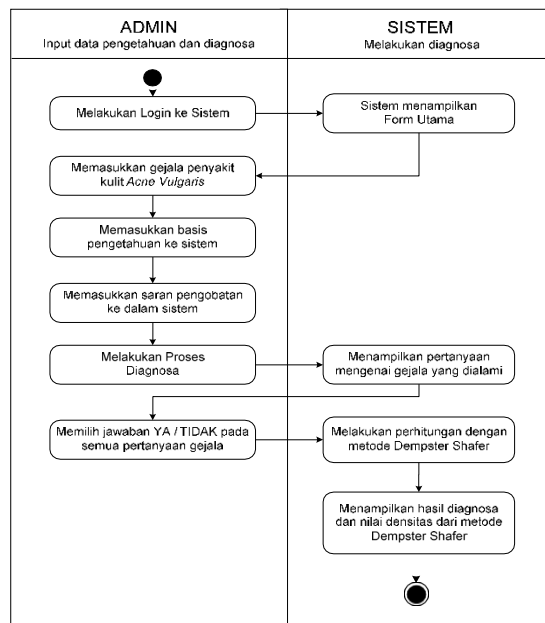 ADMIN
Input data pengetahuan dan diagnosa
SISTEM
Melakukan diagnosa
Melakukan Login ke Sistem
Sistem menampilkan
Form Utama
Memasukkan gejala penyakit
kulit Acne Vulgaris
Memasukkan basis
pengetahuan ke sistem
Memasukkan saran pengobatan
ke dalam sistem
Melakukan Proses
Diagnosa
Menampilkan pertanyaan
mengenai gejala yang dialami
Memilih jawaban YA / TIDAK pada
semua pertanyaan gejala
Melakukan perhitungan dengan
metode Dempster Shafer
Menampilkan hasil diagnosa
dan nilai densitas dari metode
Dempster Shafer